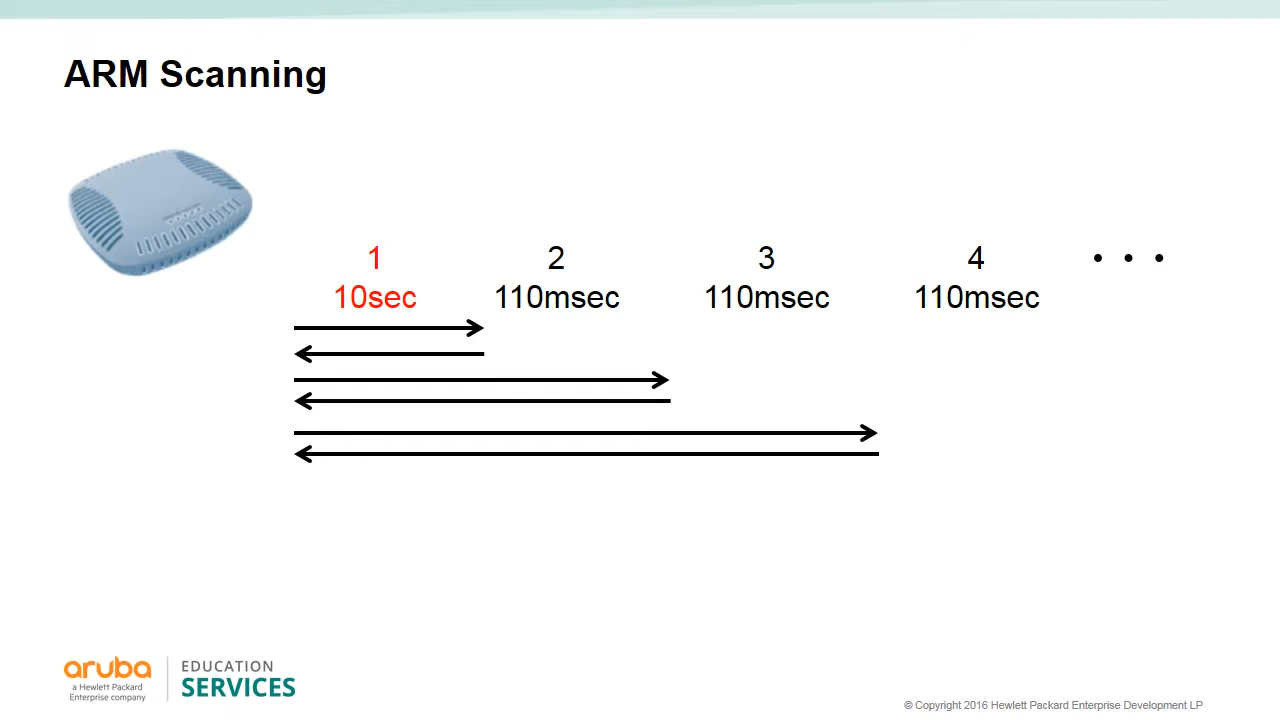 ARM Scanning
1 2 3 4 • • •
10sec 110msec 110msec 110msec
aruba
a Hewlett Packard
Enterprise company
EDUCATION
SERVICES
© Copyright 2016 Hewlett Packard Enterprise Development LP